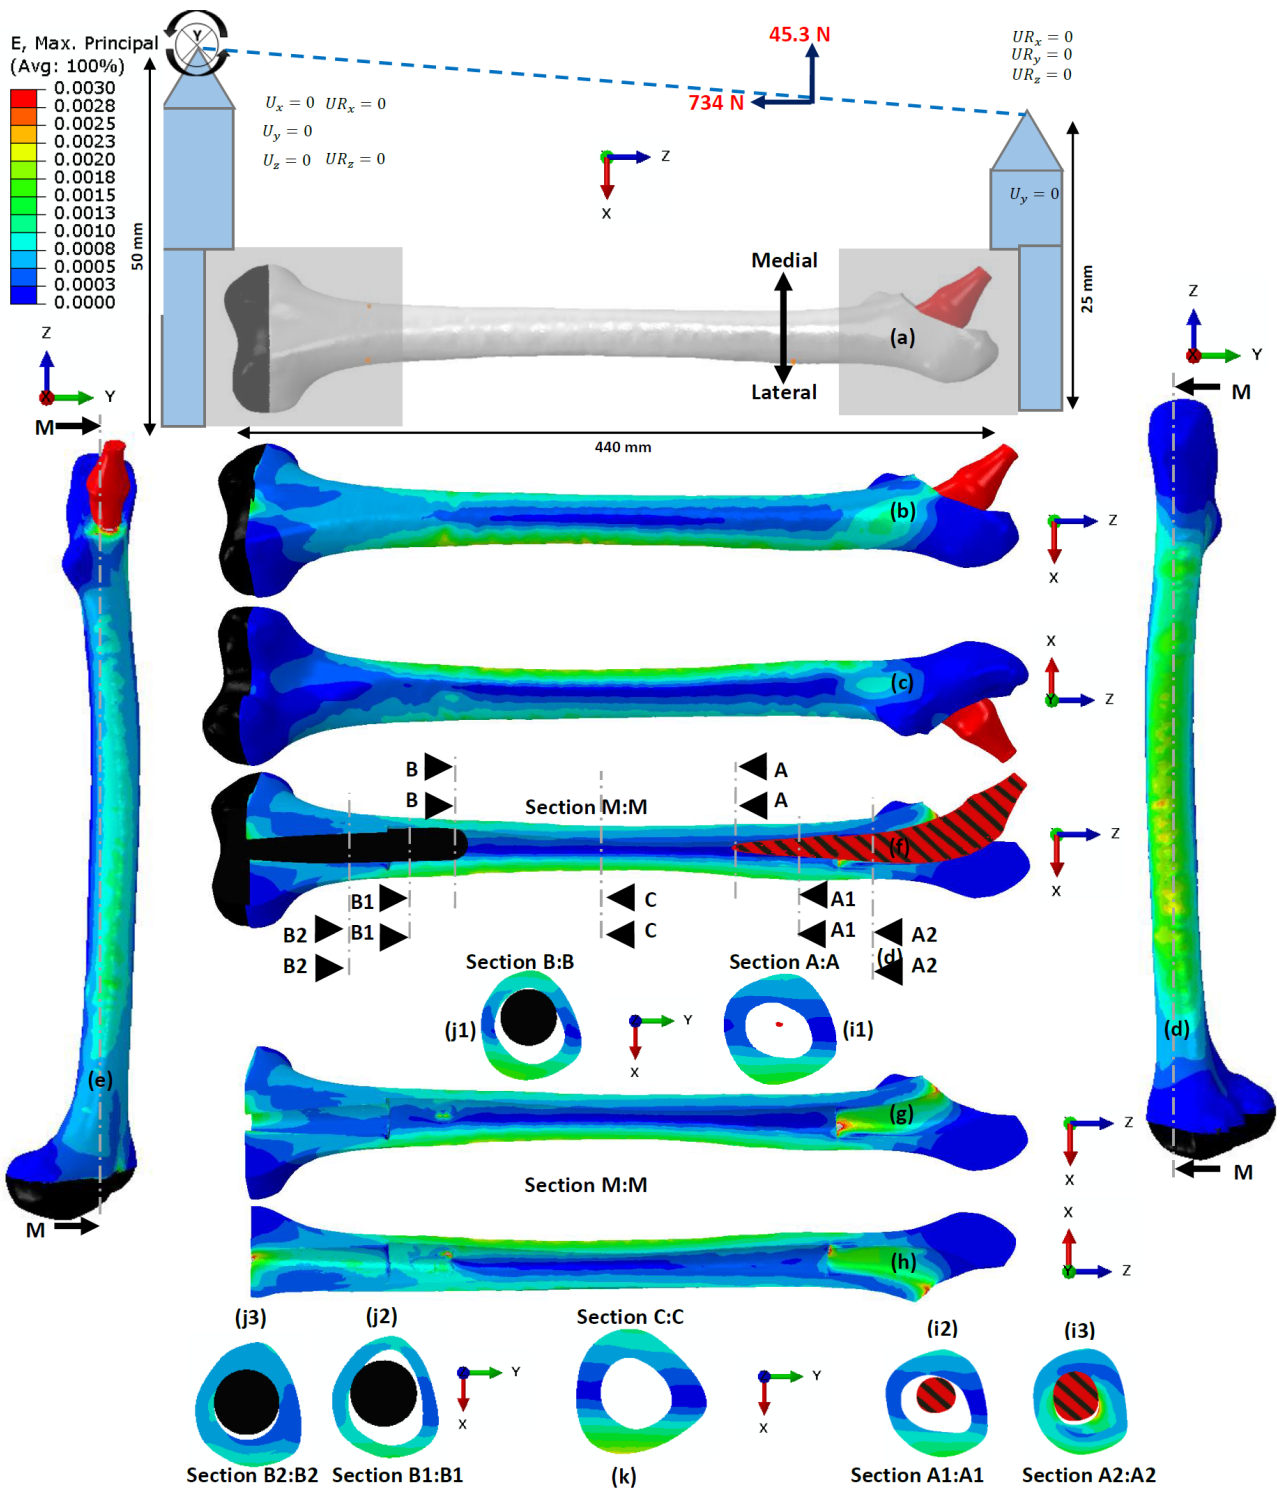 E, Max. Principal
(Avg: 100%)
0.0030
0.0028
0.0025
0.0023
0.0020
0.0018
0.0015
0.0013
0.0010
0.0008
0.0005
0.0003
0.0000
Y
45.3 N
734 N
URx = 0
URy = 0
URz = 0
Ux = 0 URx = 0
Uy = 0
Uz = 0 URz = 0
Z
X
Uy = 0
50 mm
25 mm
Medial
(a)
Lateral
440 mm
Z
X
Y
M
Z
X
Y
M
(b)
Z
X
(c)
X
Y
Z
B
A
B
A
Section M:M
(f)
Z
X
B1
C
A1
B1
C
A1
B2
A2
B2
(d)
A2
(d)
(e)
Section B:B
Section A:A
(j1)
Y
X
(i1)
(g)
Z
X
Section M:M
M
M
X
(h)
Y
Z
(j3)
(j2)
Section C:C
(i2)
(i3)
Y
X
Y
X
Section B2:B2
Section B1:B1
(k)
Section A1:A1
Section A2:A2